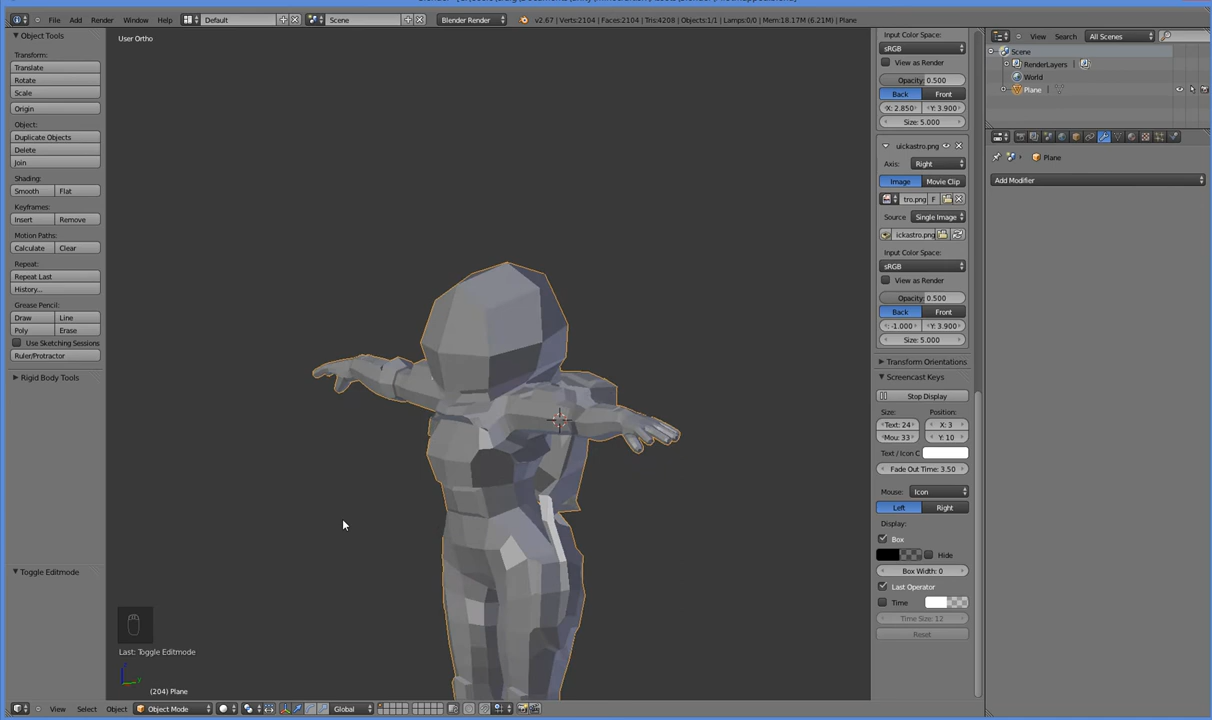 File Add Render Window Help Default Scene Blender Render v2.67 | Verts:2104 | Faces:2104 | Tris:4208 | Objects:1/1 | Lamps:0/0 | Mem:18.17M (6.21M) | Plane
Object Tools
Transform:
Translate
Rotate
Scale
Origin
Object:
Duplicate Objects
Delete
Join
Shading:
Smooth Flat
Keyframes:
Insert Remove
Motion Paths:
Calculate Clear
Repeat:
Repeat Last
History...
Grease Pencil:
Draw Line
Poly Erase
Use Sketching Sessions
Ruler/Protractor
Rigid Body Tools
Toggle Editmode
User Ortho
Last: Toggle Editmode
(204) Plane
View Select Object Object Mode Global
Input Color Space:
sRGB
View as Render
Opacity: 0.500
Back Front
X: 2.850 Y: 3.900
Size: 5.000
uickastro.png
Axis: Right
Image Movie Clip
tro.png F
Source Single Image
ickastro.png
Input Color Space:
sRGB
View as Render
Opacity: 0.500
Back Front
X: -1.000 Y: 3.900
Size: 5.000
Transform Orientations
Screencast Keys
Stop Display
Size: Position:
Text: 24 X: 3
Mou: 33 Y: 10
Text / Icon C
Fade Out Time: 3.50
Mouse: Icon
Left Right
Display:
Box
Hide
Box Width: 0
Last Operator
Time
Time Size: 12
Reset
View Search All Scenes
Scene
RenderLayers |
World
Plane |
Plane
Add Modifier